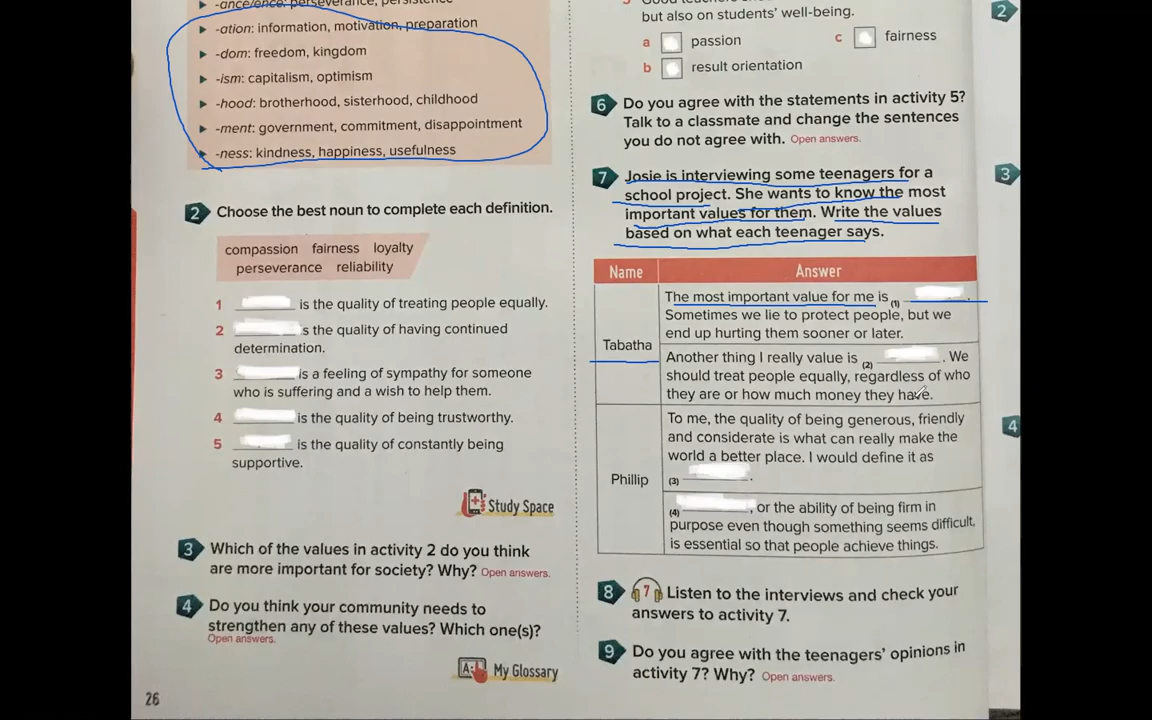 -ance/ence: perseverance, persistence
-ation: information, motivation, preparation
-dom: freedom, kingdom
-ism: capitalism, optimism
-hood: brotherhood, sisterhood, childhood
-ment: government, commitment, disappointment
-ness: kindness, happiness, usefulness
2 Choose the best noun to complete each definition.
compassion fairness loyalty
perseverance reliability
1 ________ is the quality of treating people equally.
2 ________ s the quality of having continued
determination.
3 ________ is a feeling of sympathy for someone
who is suffering and a wish to help them.
4 ________ is the quality of being trustworthy.
5 ________ is the quality of constantly being
supportive.
Study Space
3 Which of the values in activity 2 do you think
are more important for society? Why? Open answers.
4 Do you think your community needs to
strengthen any of these values? Which one(s)?
Open answers.
A: My Glossary
26
but also on students' well-being.
a passion
c fairness
b result orientation
6 Do you agree with the statements in activity 5?
Talk to a classmate and change the sentences
you do not agree with. Open answers.
7 Josie is interviewing some teenagers for a
school project. She wants to know the most
important values for them. Write the values
based on what each teenager says.
Name Answer
Tabatha
The most important value for me is (1) ________.
Sometimes we lie to protect people, but we
end up hurting them sooner or later.
Another thing I really value is (2) ________. We
should treat people equally, regardless of who
they are or how much money they have.
Phillip
To me, the quality of being generous, friendly
and considerate is what can really make the
world a better place. I would define it as
(3) ________.
(4) ________, or the ability of being firm in
purpose even though something seems difficult,
is essential so that people achieve things.
8 7 Listen to the interviews and check your
answers to activity 7.
9 Do you agree with the teenagers' opinions in
activity 7? Why? Open answers.
2
3
4